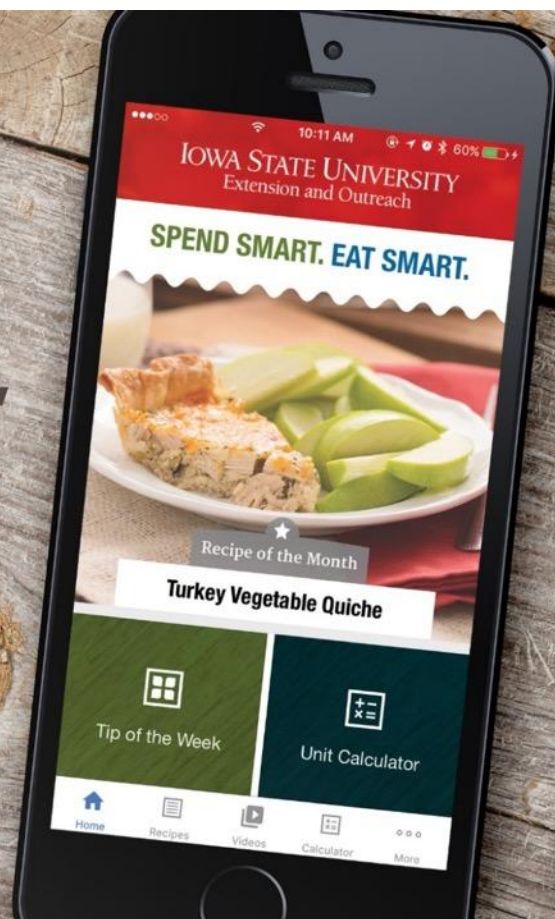 10:11 AM
60%
IOWA STATE UNIVERSITY
Extension and Outreach
SPEND SMART. EAT SMART.
Recipe of the Month
Turkey Vegetable Quiche
Tip of the Week
Unit Calculator
Home
Recipes
Videos
Calculator
More